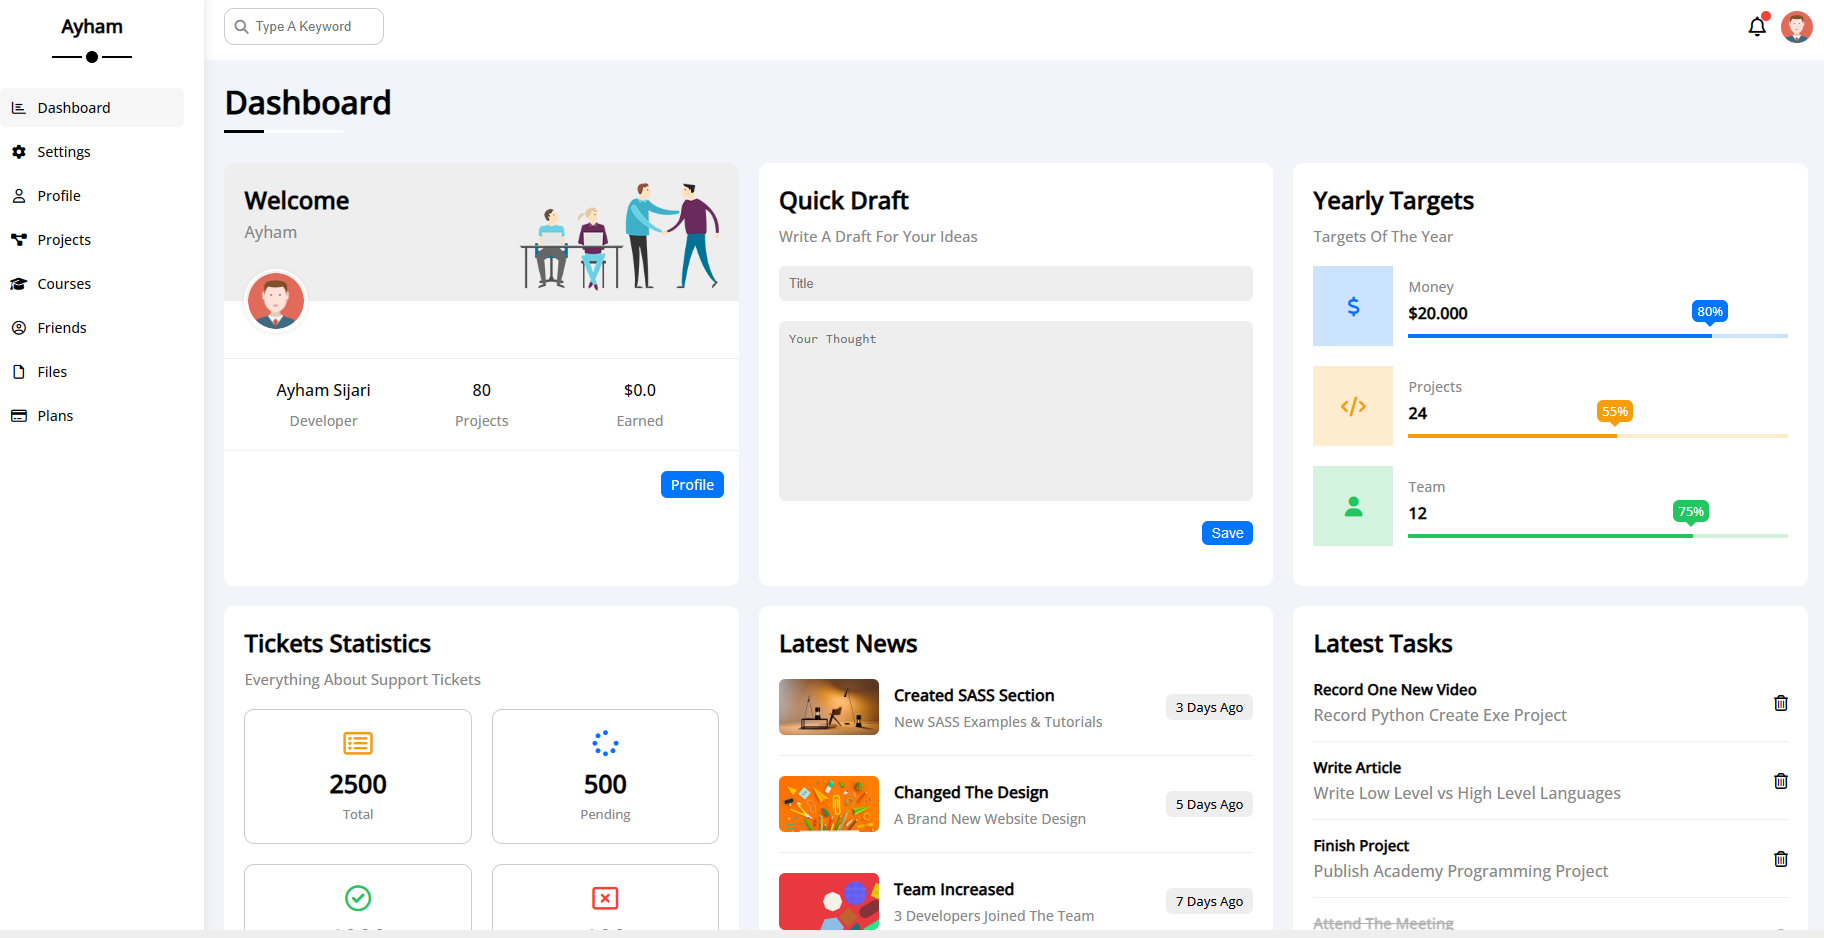 Ayham
Type A Keyword
Dashboard
Settings
Profile
Projects
Courses
Friends
Files
Plans
Dashboard
Welcome
Ayham
Ayham Sijari
Developer
80
Projects
$0.0
Earned
Profile
Quick Draft
Write A Draft For Your Ideas
Title
Your Thought
Save
Yearly Targets
Targets Of The Year
Money
$20.000
80%
Projects
24
55%
Team
12
75%
Tickets Statistics
Everything About Support Tickets
2500
Total
500
Pending
Latest News
Created SASS Section
New SASS Examples & Tutorials
3 Days Ago
Changed The Design
A Brand New Website Design
5 Days Ago
Team Increased
3 Developers Joined The Team
7 Days Ago
Latest Tasks
Record One New Video
Record Python Create Exe Project
Write Article
Write Low Level vs High Level Languages
Finish Project
Publish Academy Programming Project
Attend The Meeting